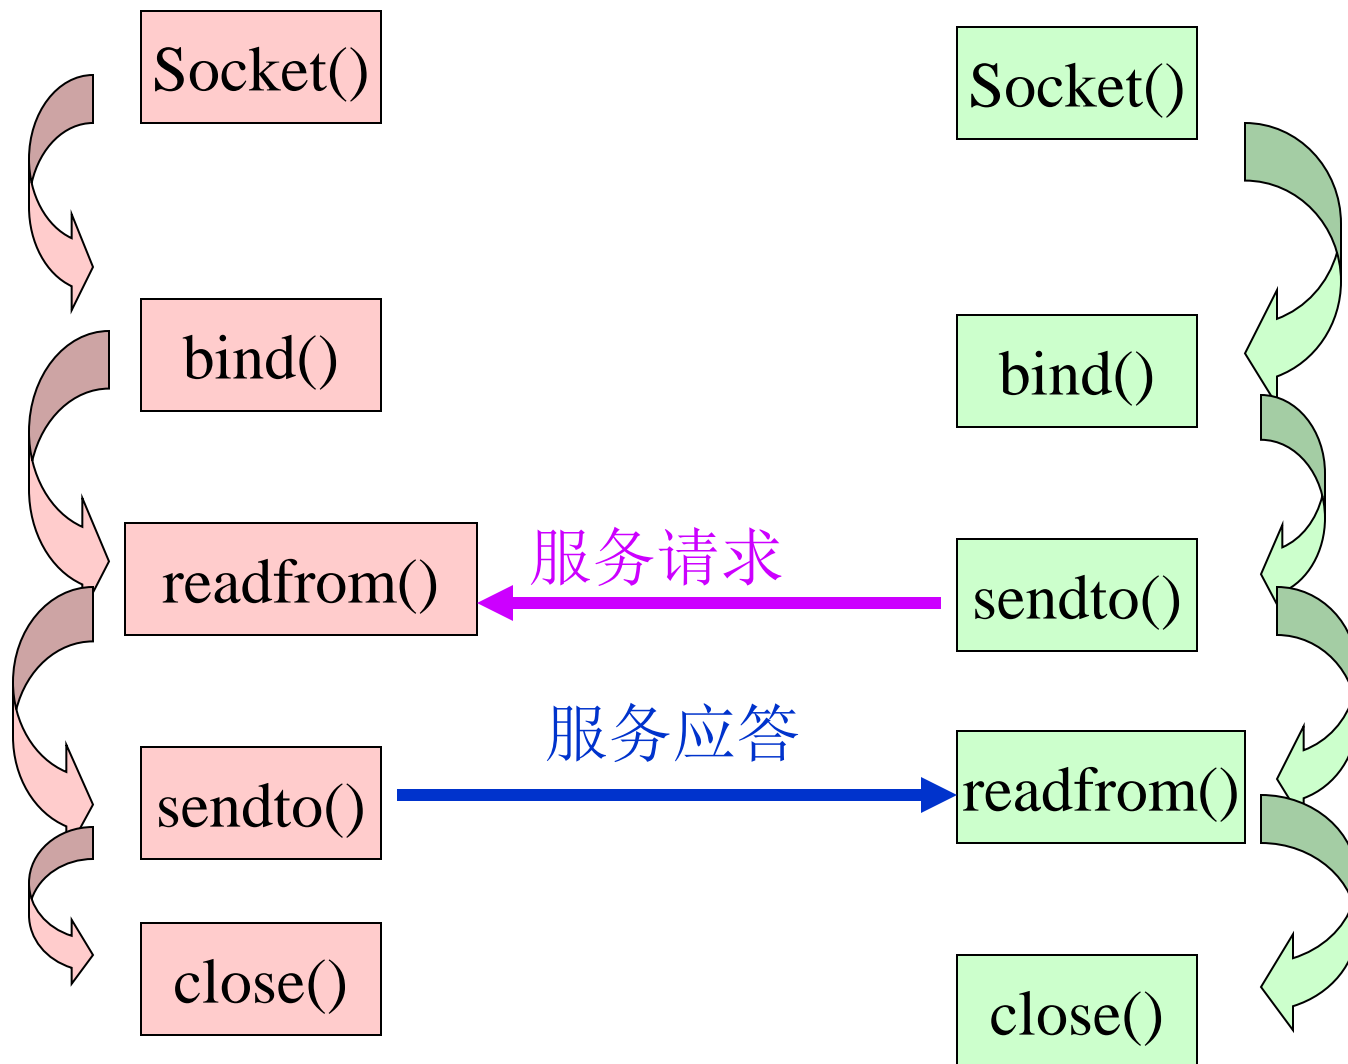 Socket()
Socket()
bind()
bind()
服务请求
readfrom()
sendto()
服务应答
sendto()
readfrom()
close()
close()